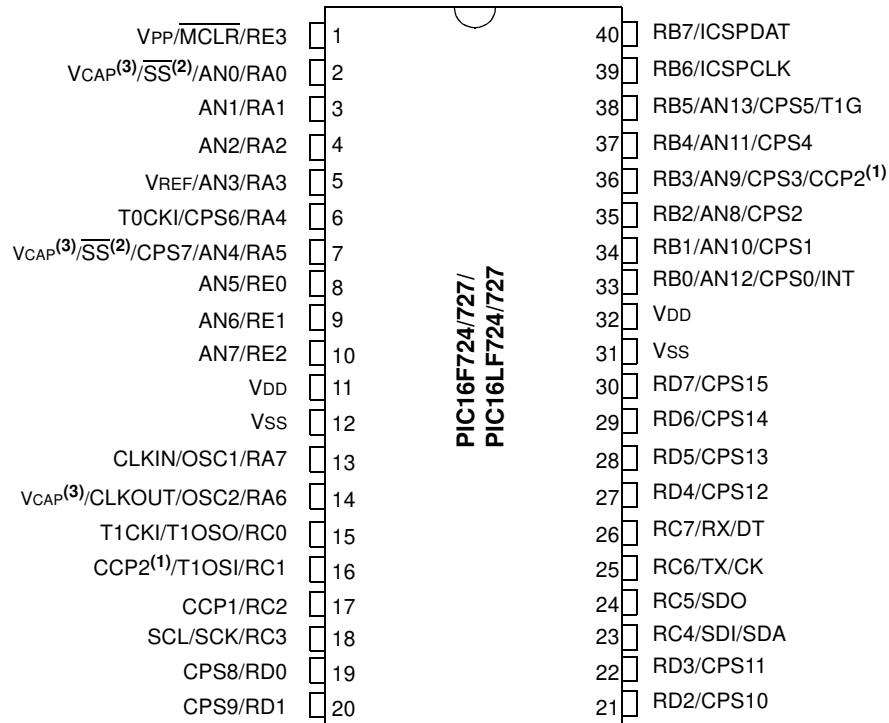 VPP/MCLR/RE3 1
VCAP(3)/SS(2)/AN0/RA0 2
AN1/RA1 3
AN2/RA2 4
VREF/AN3/RA3 5
T0CKI/CPS6/RA4 6
VCAP(3)/SS(2)/CPS7/AN4/RA5 7
AN5/RE0 8
AN6/RE1 9
AN7/RE2 10
VDD 11
VSS 12
CLKIN/OSC1/RA7 13
VCAP(3)/CLKOUT/OSC2/RA6 14
T1CKI/T1OSO/RC0 15
CCP2(1)/T1OSI/RC1 16
CCP1/RC2 17
SCL/SCK/RC3 18
CPS8/RD0 19
CPS9/RD1 20
PIC16F724/727/
PIC16LF724/727
40 RB7/ICSPDAT
39 RB6/ICSPCLK
38 RB5/AN13/CPS5/T1G
37 RB4/AN11/CPS4
36 RB3/AN9/CPS3/CCP2(1)
35 RB2/AN8/CPS2
34 RB1/AN10/CPS1
33 RB0/AN12/CPS0/INT
32 VDD
31 VSS
30 RD7/CPS15
29 RD6/CPS14
28 RD5/CPS13
27 RD4/CPS12
26 RC7/RX/DT
25 RC6/TX/CK
24 RC5/SDO
23 RC4/SDI/SDA
22 RD3/CPS11
21 RD2/CPS10